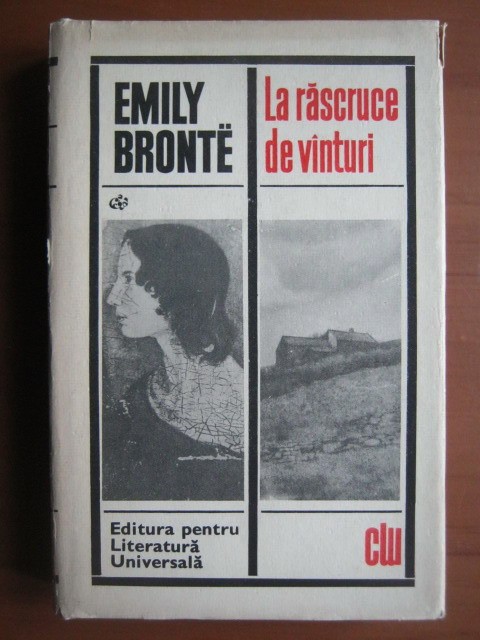 EMILY
BRONTË
La răscruce
de vînturi
Editura pentru
Literatură
Universală
clu